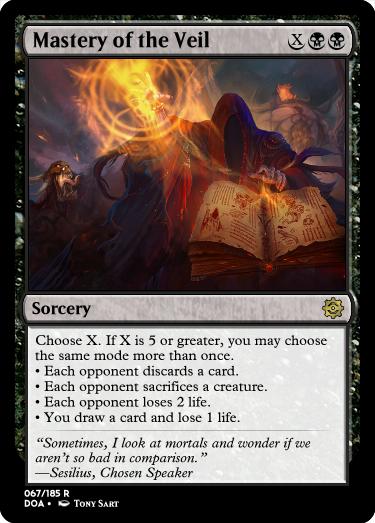 Mastery of the Veil X
Sorcery
Choose X. If X is 5 or greater, you may choose
the same mode more than once.
• Each opponent discards a card.
• Each opponent sacrifices a creature.
• Each opponent loses 2 life.
• You draw a card and lose 1 life.
“Sometimes, I look at mortals and wonder if we
aren’t so bad in comparison.”
—Sesilius, Chosen Speaker
067/185 R
DOA • Tony Sart